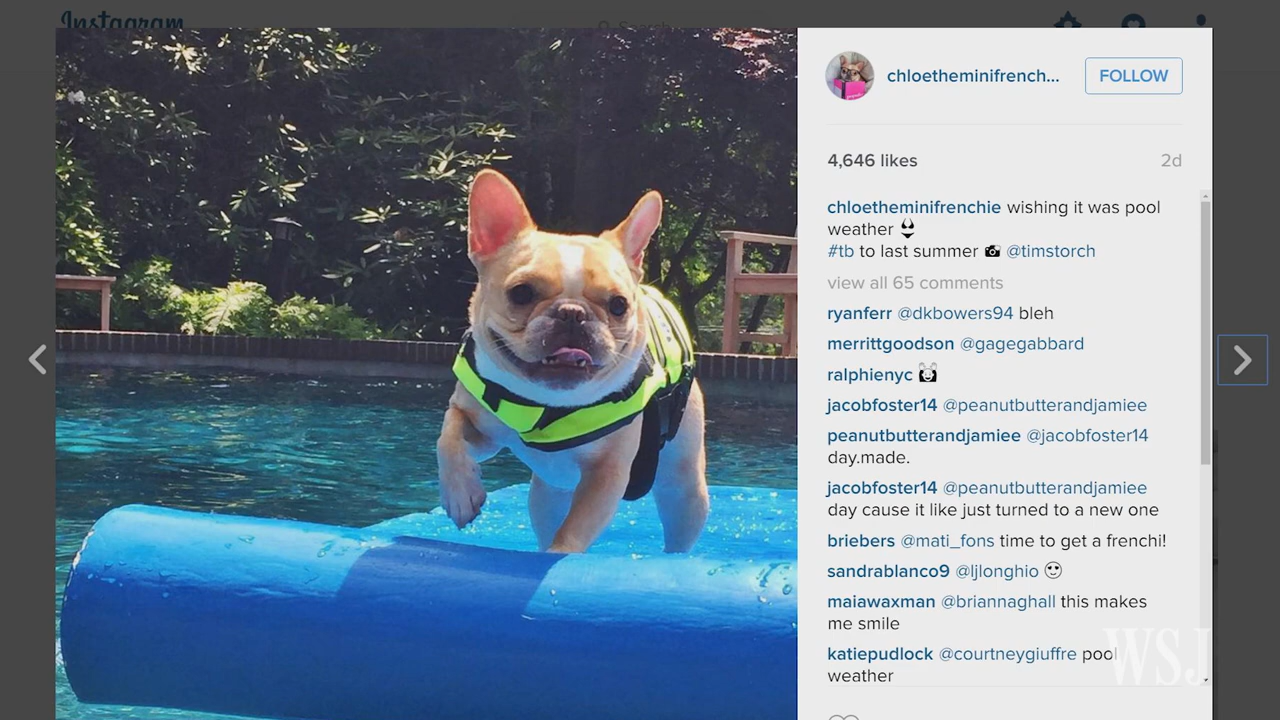 Instagram
Search
chloetheminifrench...
FOLLOW
4,646 likes
2d
chloetheminifrenchie wishing it was pool
weather 👙
#tb to last summer 📷 @timstorch
view all 65 comments
ryanferr @dkbowers94 bleh
merrittgoodson @gagegabbard
ralphienyc
jacobfoster14 @peanutbutterandjamiee
peanutbutterandjamiee @jacobfoster14
day.made.
jacobfoster14 @peanutbutterandjamiee
day cause it like just turned to a new one
briebers @mati_fons time to get a frenchi!
sandrablanco9 @ljlonghio
maiawaxman @briannaghall this makes
me smile
katiepudlock @courtneygiuffre pool
weather
WSJ